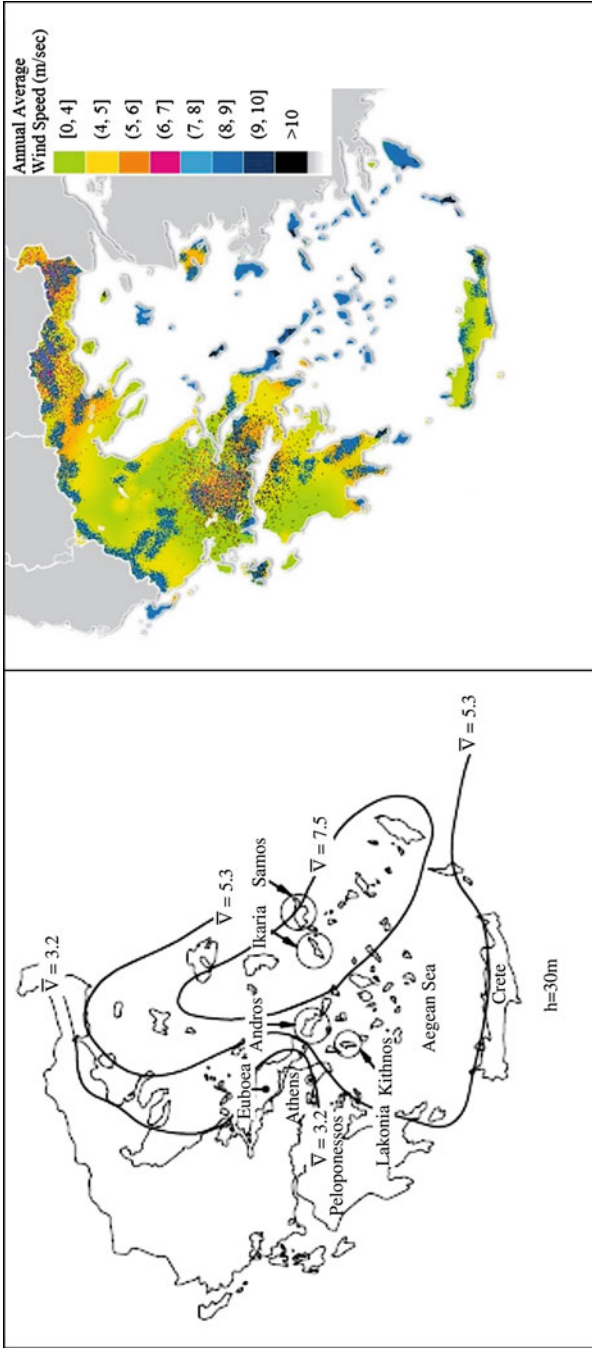 V̅ = 3.2
V̅ = 5.3
Euboea
Andros
Ikaria
Samos
V̅ = 7.5
Athens
V̅ = 3.2
Peloponessos
Lakonia
Kithnos
Aegean Sea
V̅ = 5.3
Crete
h=30m
Annual Average
Wind Speed (m/sec)
[0, 4]
(4, 5]
(5, 6]
(6, 7]
(7, 8]
(8, 9]
(9, 10]
>10